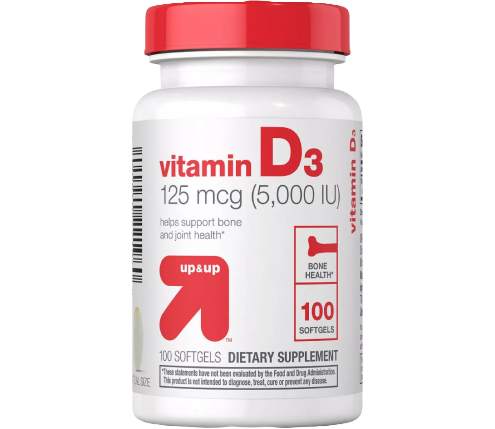 vitamin D3
125 mcg (5,000 IU)
helps support bone
and joint health*
up&up
TM
BONE
HEALTH*
100
SOFTGELS
100 SOFTGELS DIETARY SUPPLEMENT
*These statements have not been evaluated by the Food and Drug Administration.
This product is not intended to diagnose, treat, cure or prevent any disease.
vitamin D3
SIZE